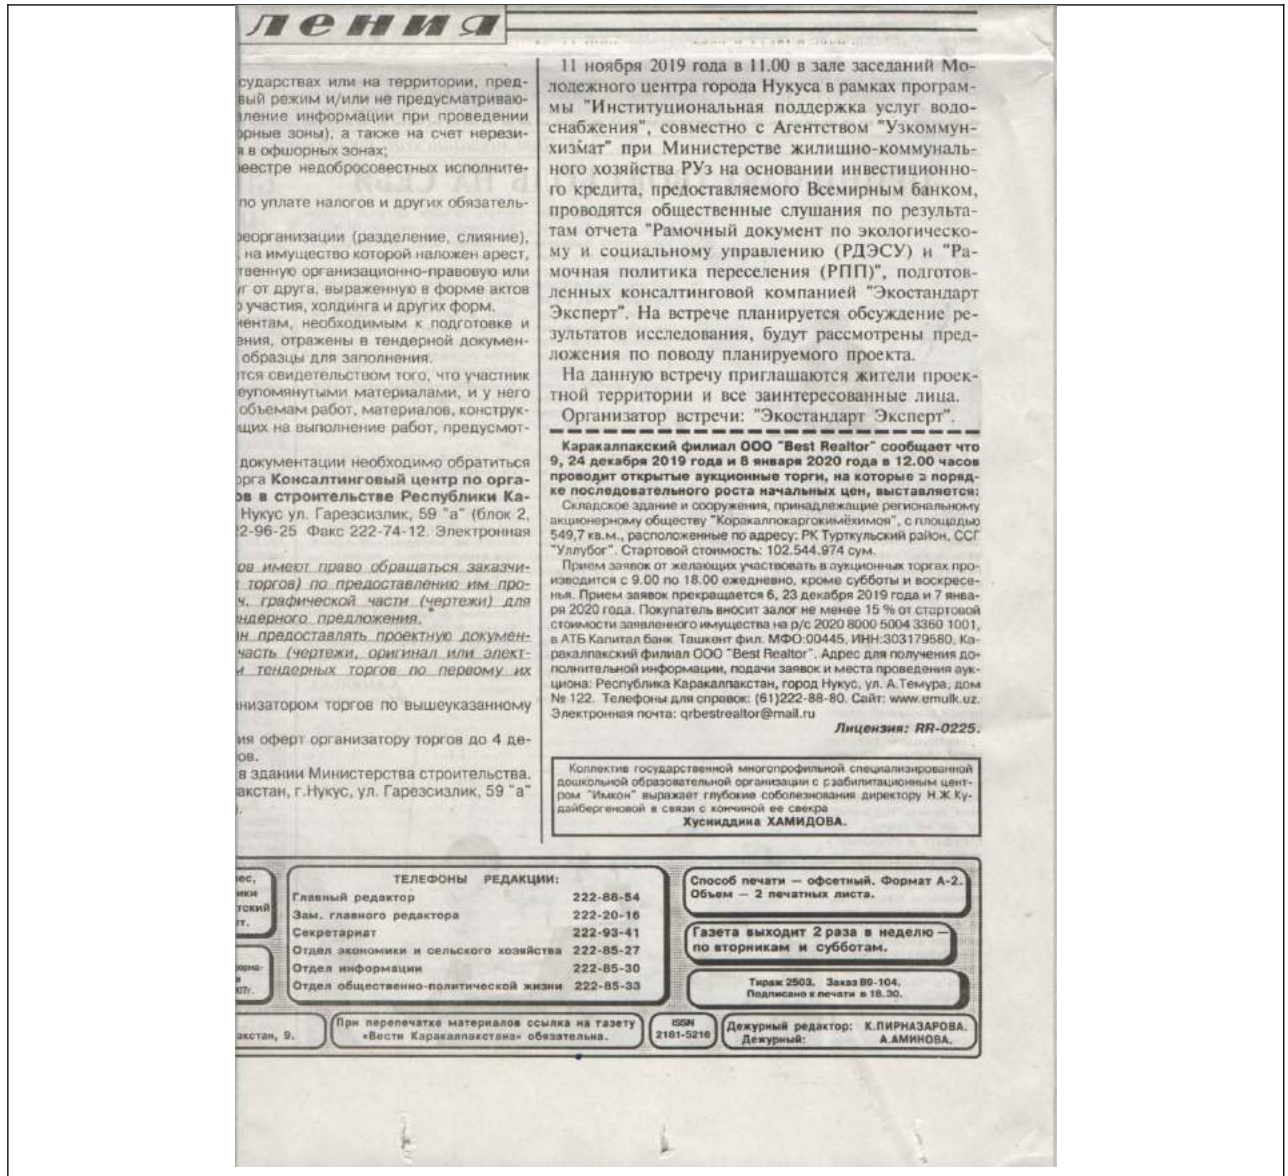 ления
сударствах или на территории, пред-
вый режим и/или не предусматриваю-
вление информации при проведении
рные зоны), а также на счет нерези-
в офшорных зонах;
реестре недобросовестных исполните-
по уплате налогов и других обязатель-
реорганизации (разделение, слияние),
на имущество которой наложен арест,
твенную организационно-правовую или
уг от друга, выраженную в форме актов
участия, холдинга и других форм.
ментам, необходимым к подготовке и
ения, отражены в тендерной докумен-
образцы для заполнения.
тся свидетельством того, что участник
еупомянутыми материалами, и у него
объемам работ, материалов, конструк-
щих на выполнение работ, предусмот-
документации необходимо обратиться
орга Консалтинговый центр по орга-
ов в строительстве Республики Ка-
Нукус ул. Гарезсизлик, 59 "а" (блок 2,
2-96-25 Факс 222-74-12. Электронная
ов имеют право обращаться заказчи-
торгов) по предоставлению им про-
ч. графической части (чертежи) для
ндерного предложения.
н предоставлять проектную докумен-
часть (чертежи, оригинал или элект-
и тендерных торгов по первому их
низатором торгов по вышеуказанному
ия оферт организатору торгов до 4 де-
ов.
в здании Министерства строительства.
акстан, г.Нукус, ул. Гарезсизлик, 59 "а"
11 ноября 2019 года в 11.00 в зале заседаний Мо-
лодежного центра города Нукуса в рамках програм-
мы "Институциональная поддержка услуг водо-
снабжения", совместно с Агентством "Узкоммун-
хизмат" при Министерстве жилищно-коммуналь-
ного хозяйства РУз на основании инвестиционно-
го кредита, предоставляемого Всемирным банком,
проводятся общественные слушания по результа-
там отчета "Рамочный документ по экологическо-
му и социальному управлению (РДЭСУ) и "Ра-
мочная политика переселения (РПП)", подготов-
ленных консалтинговой компанией "Экостандарт
Эксперт". На встрече планируется обсуждение ре-
зультатов исследования, будут рассмотрены пред-
ложения по поводу планируемого проекта.
На данную встречу приглашаются жители проек-
тной территории и все заинтересованные лица.
Организатор встречи: "Экостандарт Эксперт".
Каракалпакский филиал ООО "Best Realtor" сообщает что
9, 24 декабря 2019 года и 8 января 2020 года в 12.00 часов
проводит открытые аукционные торги, на которые в поряд-
ке последовательного роста начальных цен, выставляется:
Складское здание и сооружения, принадлежащие региональному
акционерному обществу "Коракалпокаргокимёхимоя", с площадью
549,7 кв.м., расположенные по адресу: РК Турткульский район, ССГ
"Уллубог". Стартовой стоимость: 102.544.974 сум.
Прием заявок от желающих участвовать в аукционных торгах про-
изводится с 9.00 по 18.00 ежедневно, кроме субботы и воскресе-
нья. Прием заявок прекращается 6, 23 декабря 2019 года и 7 янва-
ря 2020 года. Покупатель вносит залог не менее 15 % от стартовой
стоимости заявленного имущества на р/с 2020 8000 5004 3360 1001,
в АТБ Капитал банк Ташкент фил. МФО:00445, ИНН:303179580, Ка-
ракалпакский филиал ООО "Best Realtor". Адрес для получения до-
полнительной информации, подачи заявок и места проведения аук-
циона: Республика Каракалпакстан, город Нукус, ул. А.Темура, дом
№ 122. Телефоны для справок: (61)222-88-80. Сайт: www.emulk.uz.
Электронная почта: qrbestrealtor@mail.ru
Лицензия: RR-0225.
Коллектив государственной многопрофильной специализированной
дошкольной образовательной организации с рэабилитационным цент-
ром "Имкон" выражает глубокие соболезнования директору Н.Ж.Ку-
дайбергеновой в связи с кончиной ее свекра
Хусниддина ХАМИДОВА.
ес,
ики
тский
нт.
орма-
и
07г.
акстан, 9.
ТЕЛЕФОНЫ РЕДАКЦИИ:
Главный редактор 222-88-54
Зам. главного редактора 222-20-16
Секретариат 222-93-41
Отдел экономики и сельского хозяйства 222-85-27
Отдел информации 222-85-30
Отдел общественно-политической жизни 222-85-33
Способ печати — офсетный. Формат А-2.
Объем — 2 печатных листа.
Газета выходит 2 раза в неделю —
по вторникам и субботам.
Тираж 2503. Заказ В9-104.
Подписано к печати в 18.30.
При перепечатке материалов ссылка на газету
«Вести Каракалпакстана» обязательна.
ISSN
2181-5216
Дежурный редактор: К.ПИРНАЗАРОВА.
Дежурный: А.АМИНОВА.